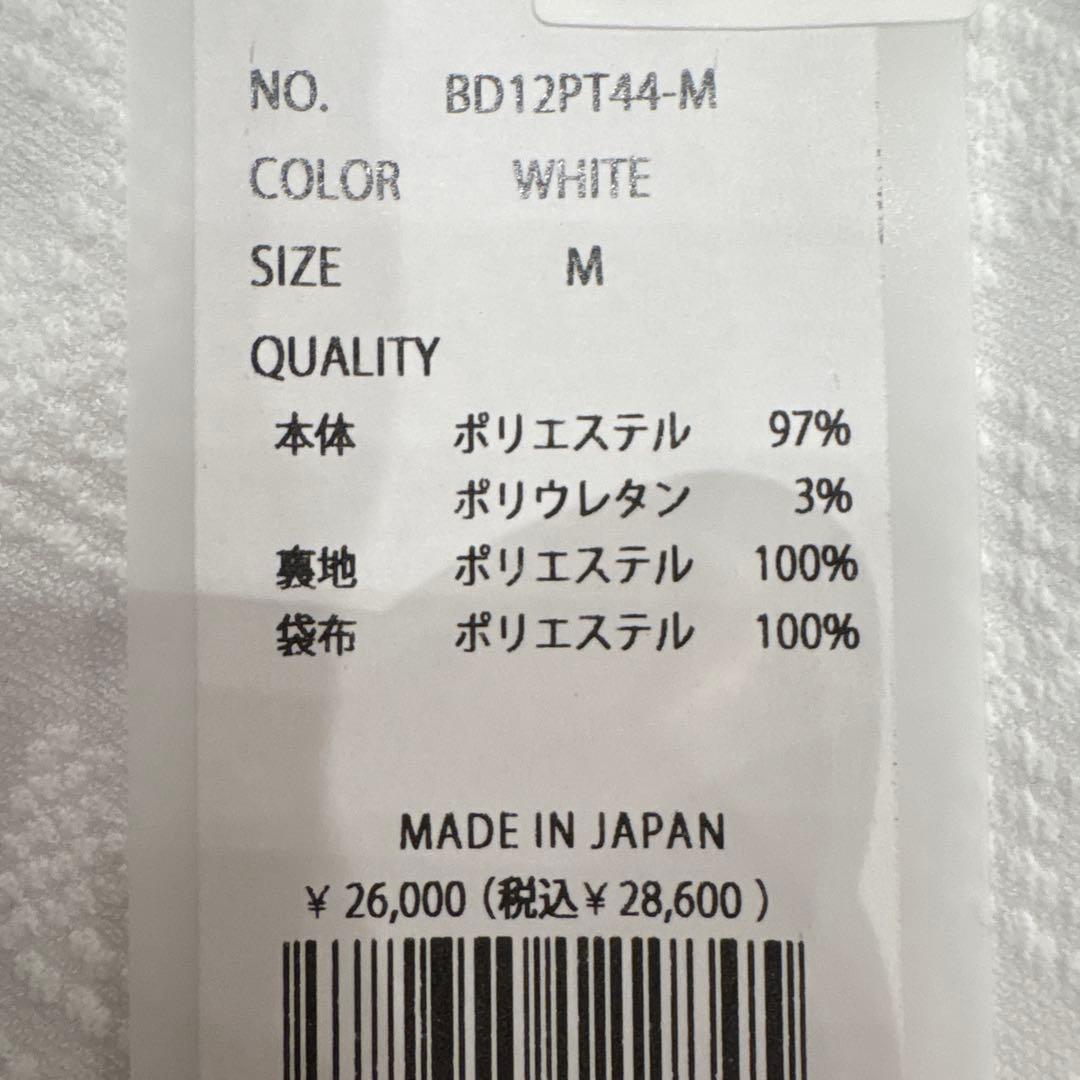 NO. BD12PT44-M
COLOR WHITE
SIZE M
QUALITY
本体 ポリエステル 97%
ポリウレタン 3%
裏地 ポリエステル 100%
袋布 ポリエステル 100%
MADE IN JAPAN
¥ 26,000 (税込¥ 28,600 )